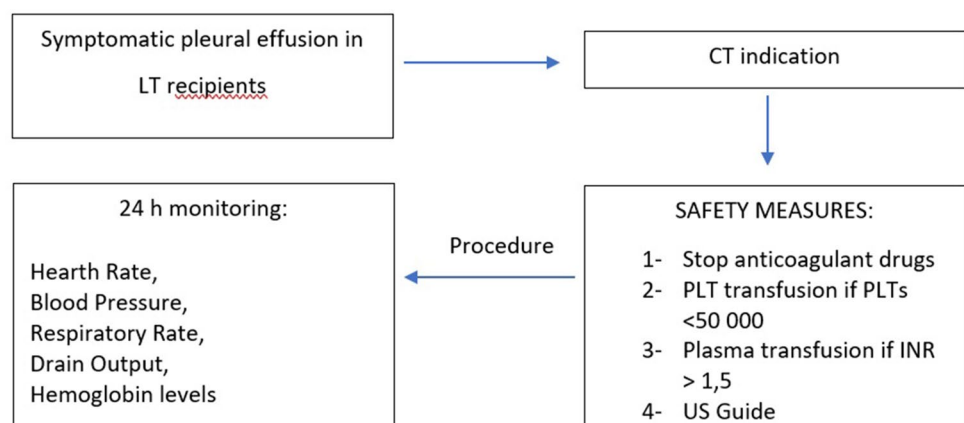 Symptomatic pleural effusion in
LT recipients
CT indication
SAFETY MEASURES:
1- Stop anticoagulant drugs
2- PLT transfusion if PLTs
<50 000
3- Plasma transfusion if INR
> 1,5
4- US Guide
Procedure
24 h monitoring:
Hearth Rate,
Blood Pressure,
Respiratory Rate,
Drain Output,
Hemoglobin levels